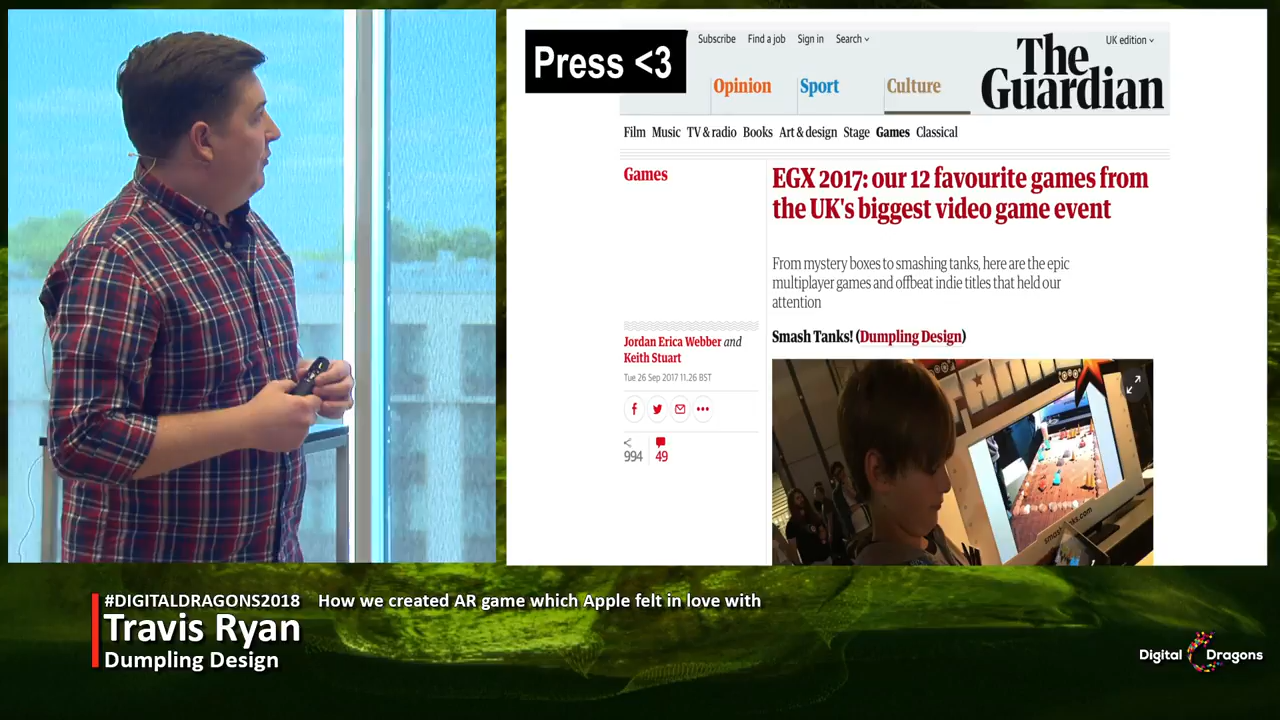 Press <3
Subscribe Find a job Sign in Search
UK edition
The
Guardian
Opinion Sport Culture
Film Music TV & radio Books Art & design Stage Games Classical
Games
EGX 2017: our 12 favourite games from
the UK's biggest video game event
From mystery boxes to smashing tanks, here are the epic
multiplayer games and offbeat indie titles that held our
attention
Smash Tanks! (Dumpling Design)
Jordan Erica Webber and
Keith Stuart
Tue 26 Sep 2017 11.26 BST
994 49
#DIGITALDRAGONS2018 How we created AR game which Apple felt in love with
Travis Ryan
Dumpling Design
Digital Dragons